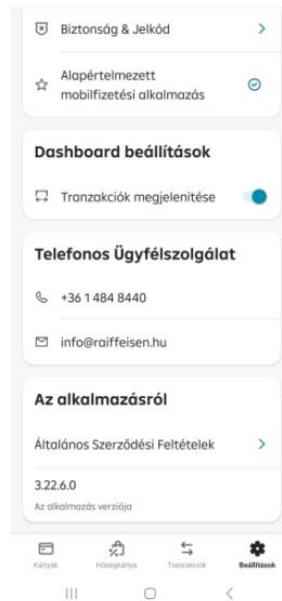 Biztonság & Jelkód
Alapértelmezett
mobilfizetési alkalmazás
Dashboard beállítások
Tranzakciók megjelenítése
Telefonos Ügyfélszolgálat
+36 1 484 8440
info@raiffeisen.hu
Az alkalmazásról
Általános Szerződési Feltételek
3.22.6.0
Az alkalmazás verziója
Kártyák
Hűségkártya
Tranzakciók
Beállítások